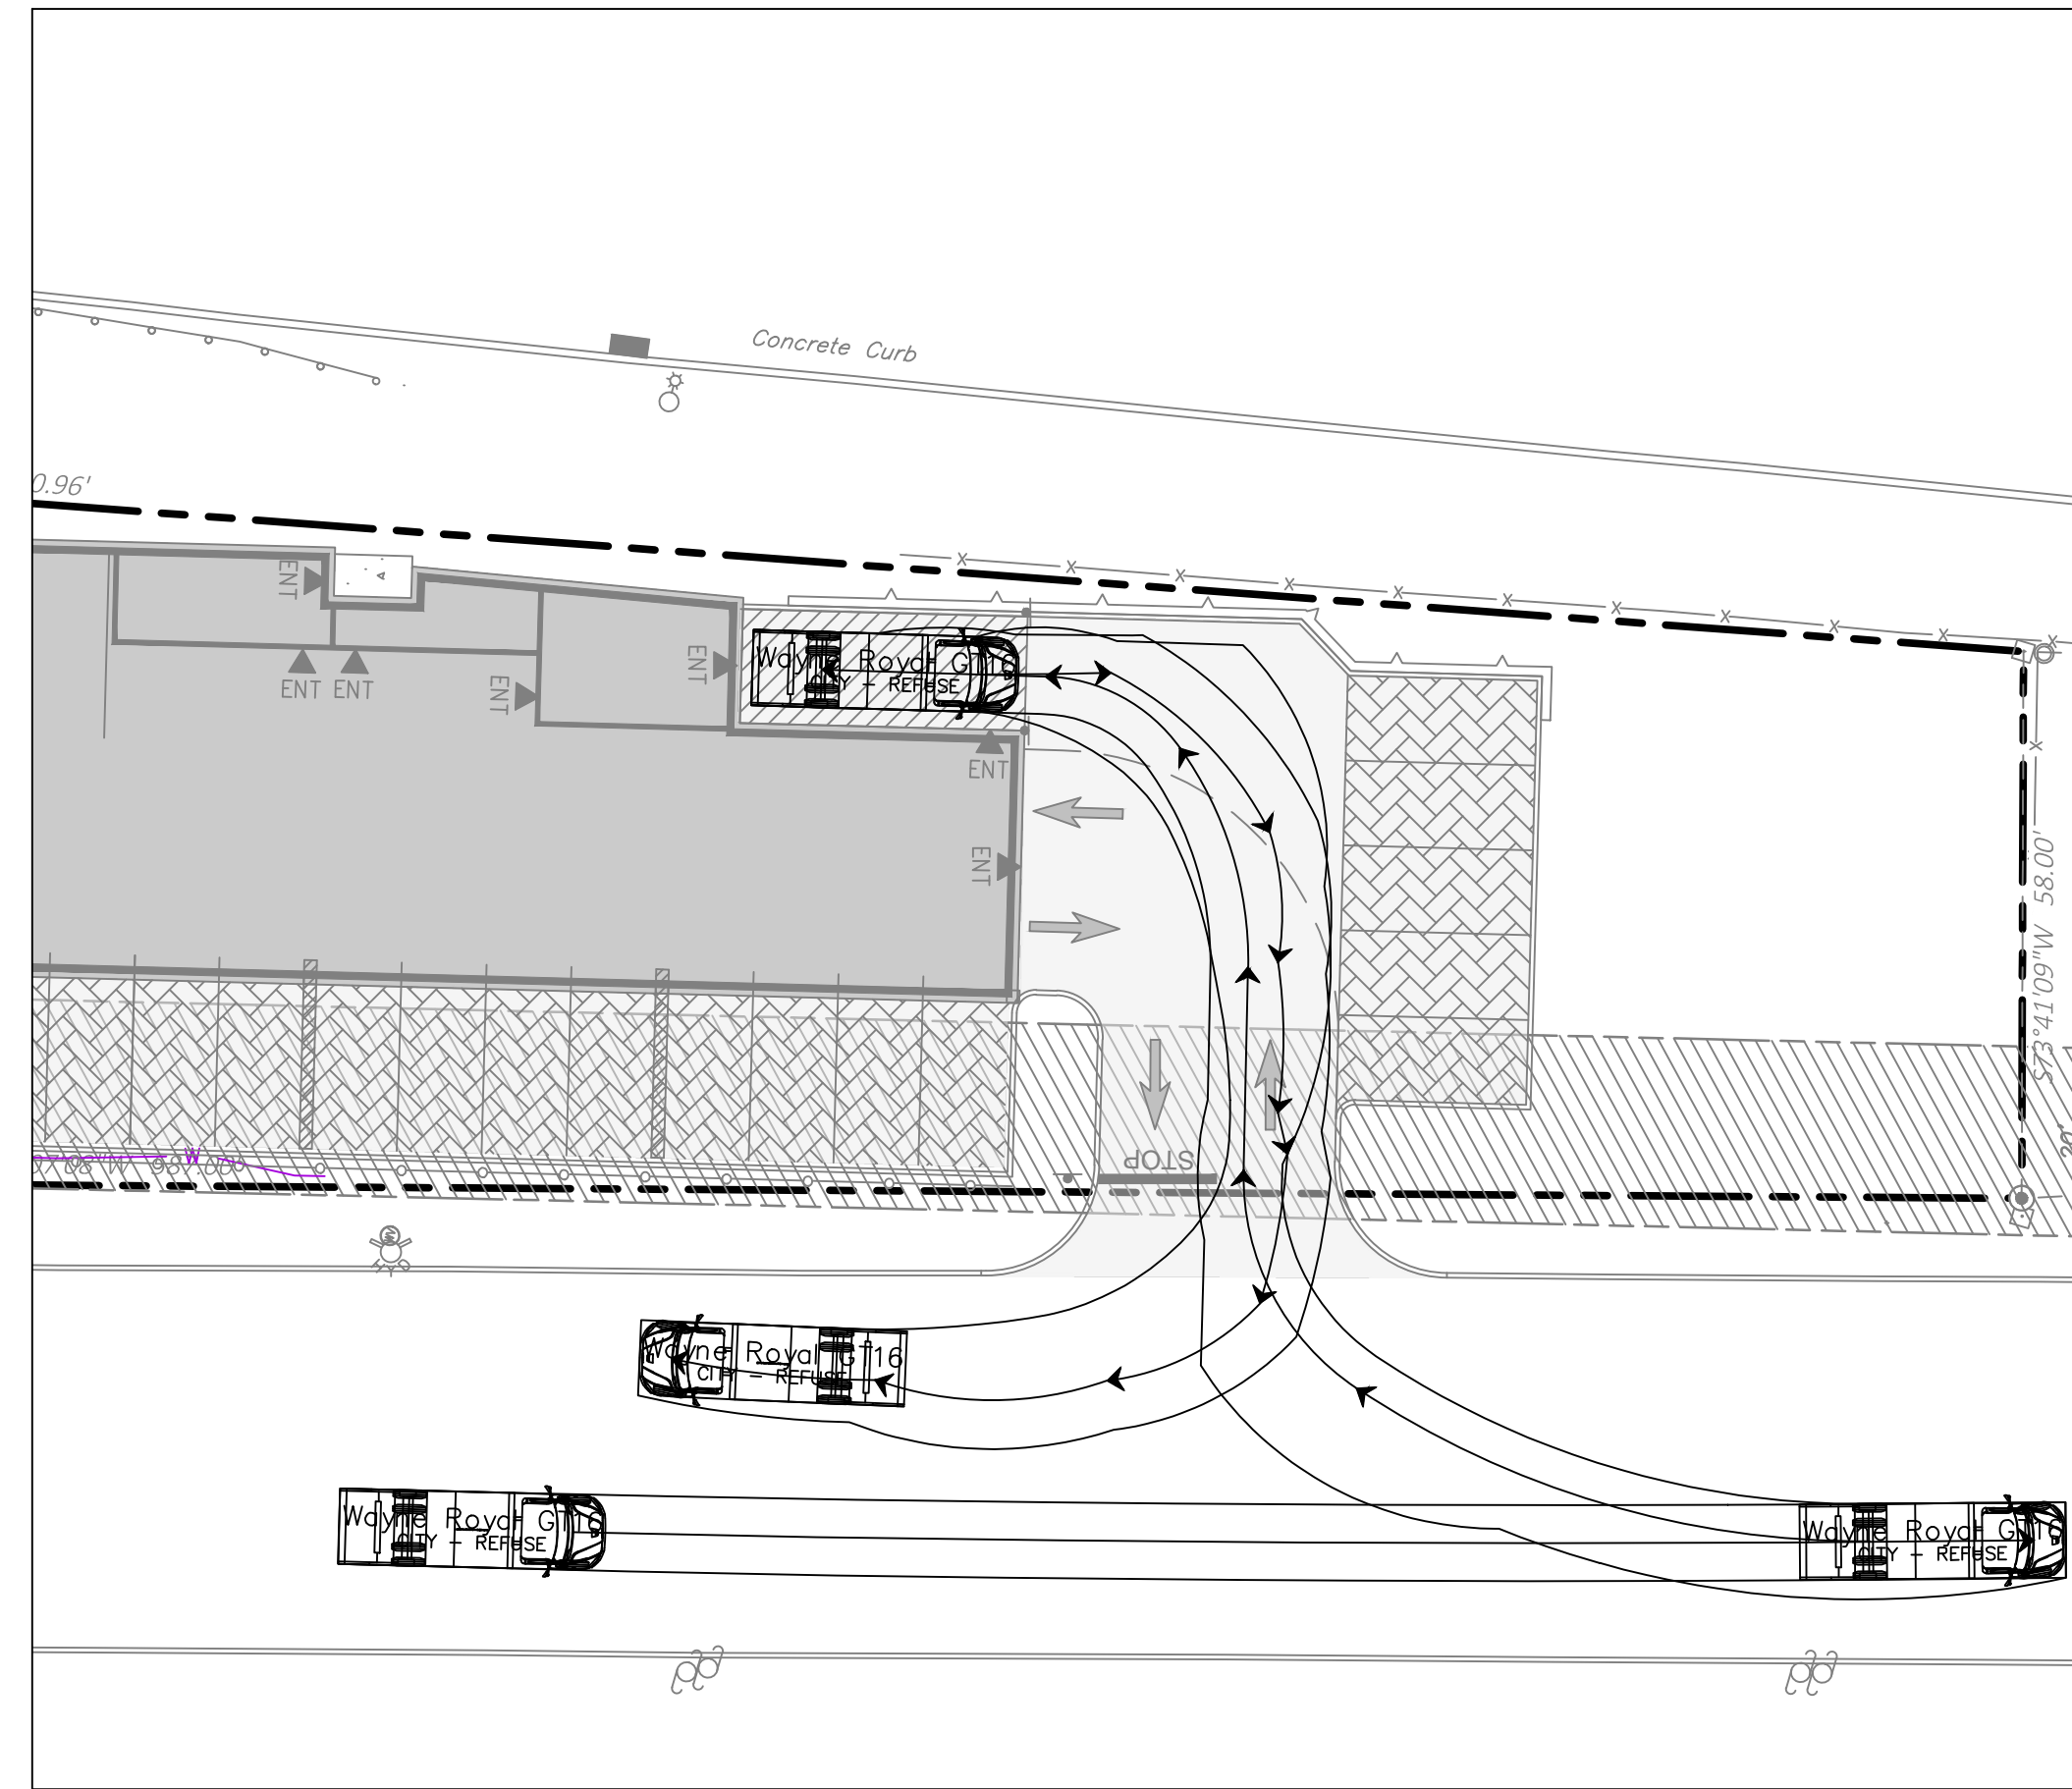 Concrete Curb
0.96'
ENT
ENT
ENT
ENT
ENT
Wayne Royal GT16
CITY - REFUSE
ENT
ENT
S73°41'09"W 58.00'
20'
STOP
W
W
Wayne Royal GT16
CITY - REFUSE
Wayne Royal GT16
CITY - REFUSE
Wayne Royal GT16
CITY - REFUSE